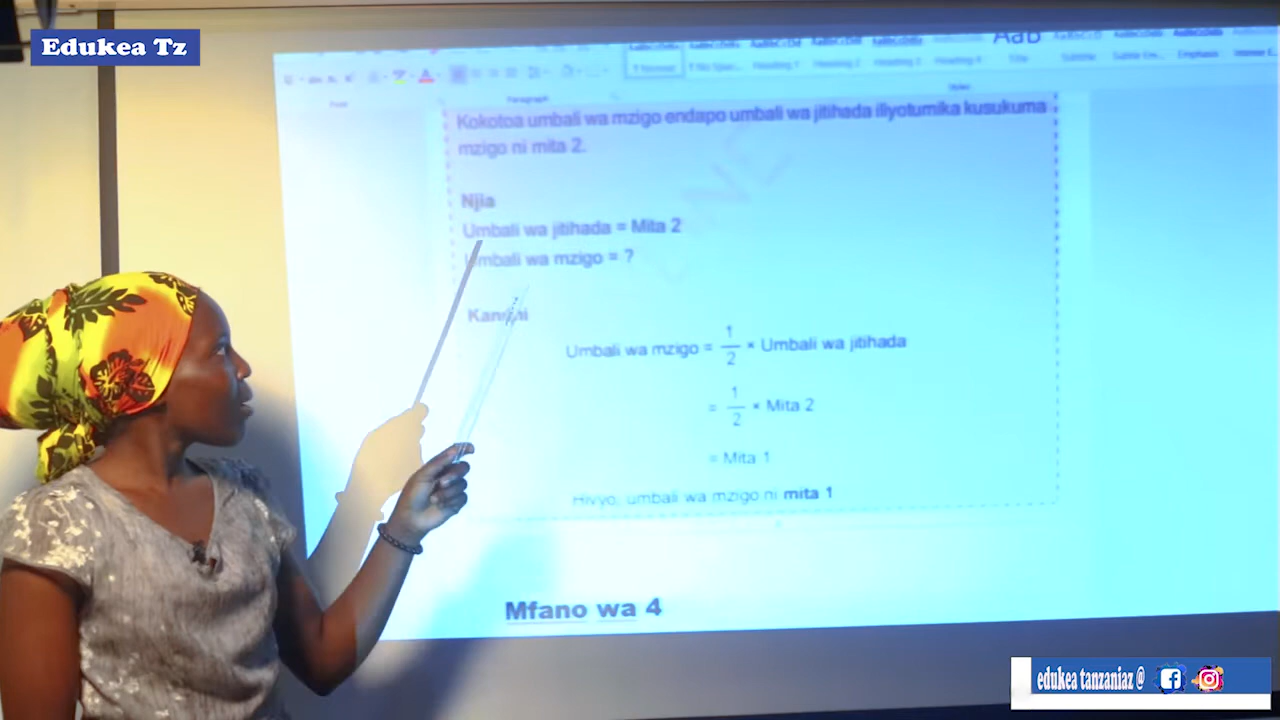 Edukea Tz
AaB
Paragraph
Kokotoa umbali wa mzigo endapo umbali wa jitihada iliyotumika kusukuma
mzigo ni mita 2.
Njia
Umbali wa jitihada = Mita 2
Umbali wa mzigo = ?
Umbali wa mzigo = 1/2 × Umbali wa jitihada
= 1/2 × Mita 2
= Mita 1
Hivyo, umbali wa mzigo ni mita 1
Mfano wa 4
edukea tanzaniaz @